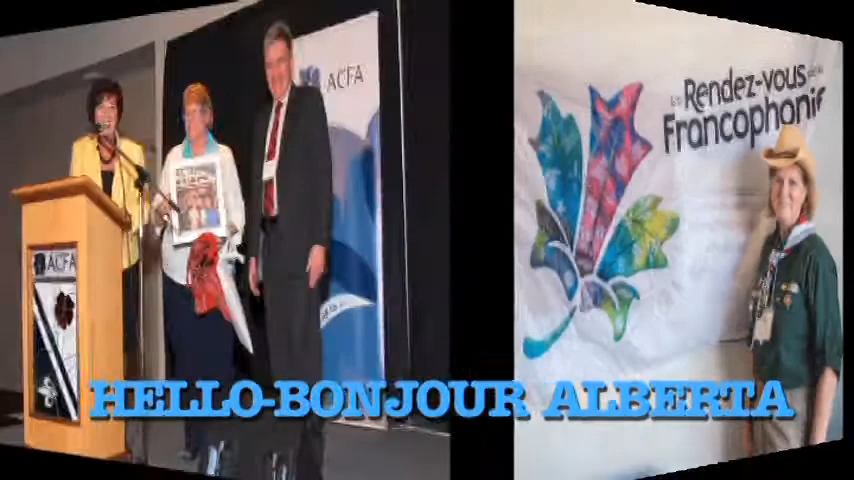 ACFA
Rendez-vous
Francophonie
ACFA
HELLO-BONJOUR ALBERTA